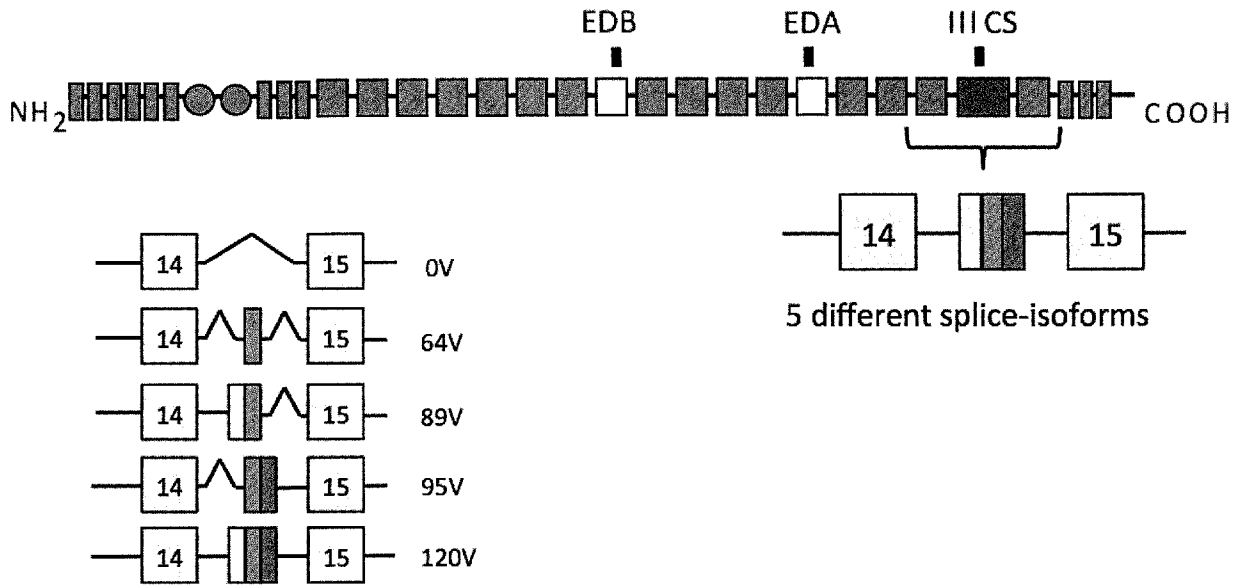 EDB EDA III CS
NH2 COOH
14 15
5 different splice-isoforms
14 15 0V
14 15 64V
14 15 89V
14 15 95V
14 15 120V